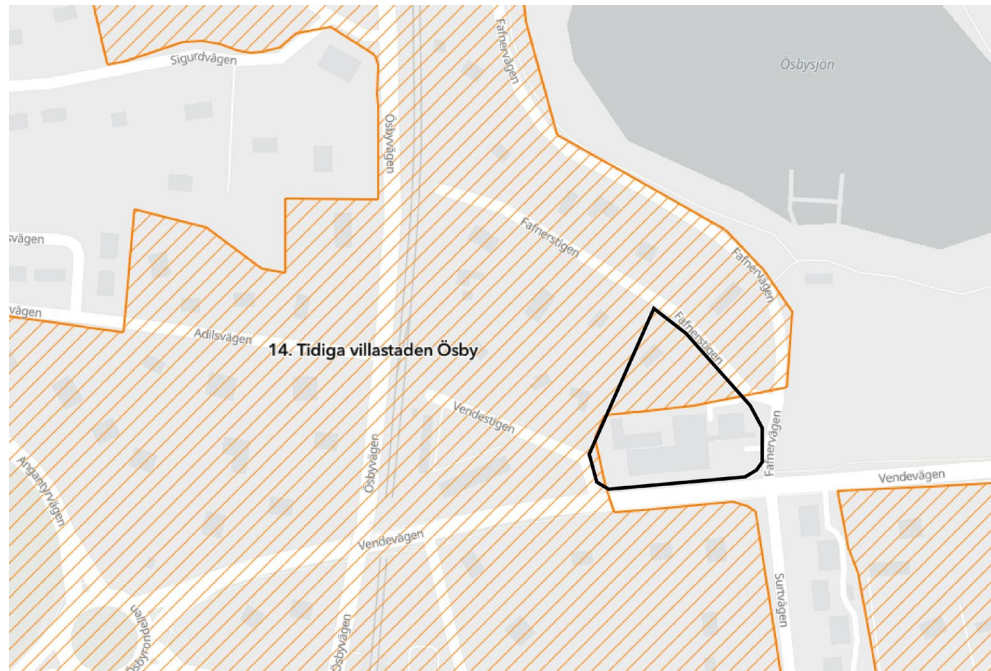 Ösbysjön
Sigurdvägen
Fafnervägen
Ösbyvägen
svägen
Fafnerstigen
Fafnervägen
vägen
Adilsvägen
14. Tidiga villastaden Ösby
Fafnerstigen
Vendestigen
Fafnervägen
Ösbyvägen
Angantyrvägen
Vendevägen
Vendevägen
Surtvägen
Ösbyrondellen
Ösbyvägen